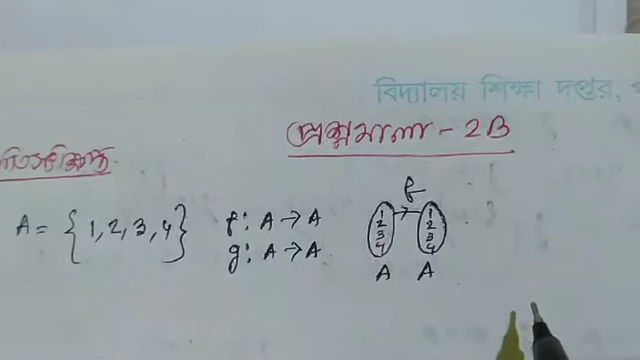 বিদ্যালয় শিক্ষা দপ্তর,
প্রশ্নমালা - 2B
A = {1, 2, 3, 4} f: A → A
g: A → A
f
1 1
2 2
3 3
4 4
A A